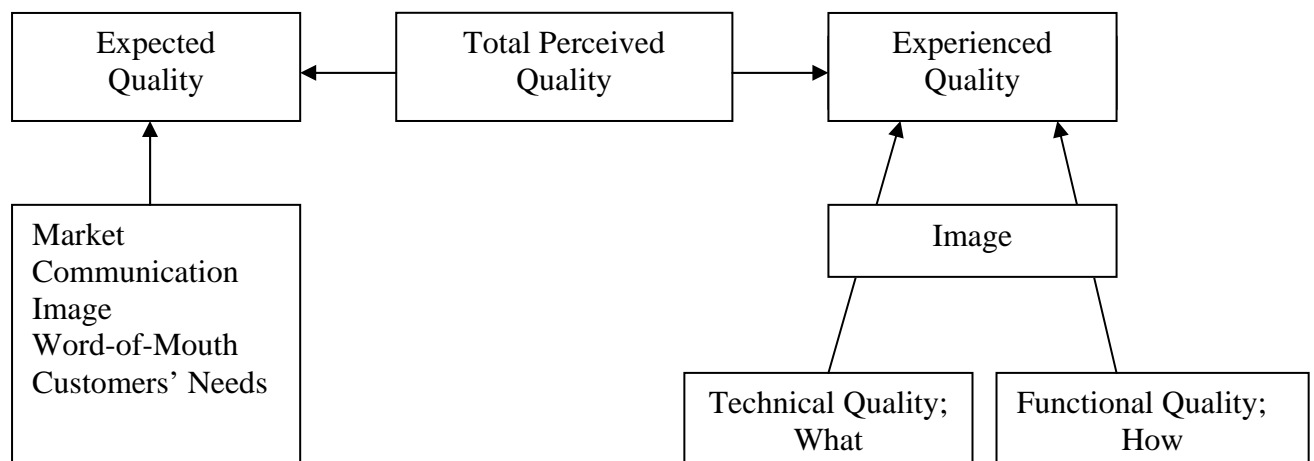 Expected
Quality
Total Perceived
Quality
Experienced
Quality
Market
Communication
Image
Word-of-Mouth
Customers’ Needs
Image
Technical Quality;
What
Functional Quality;
How